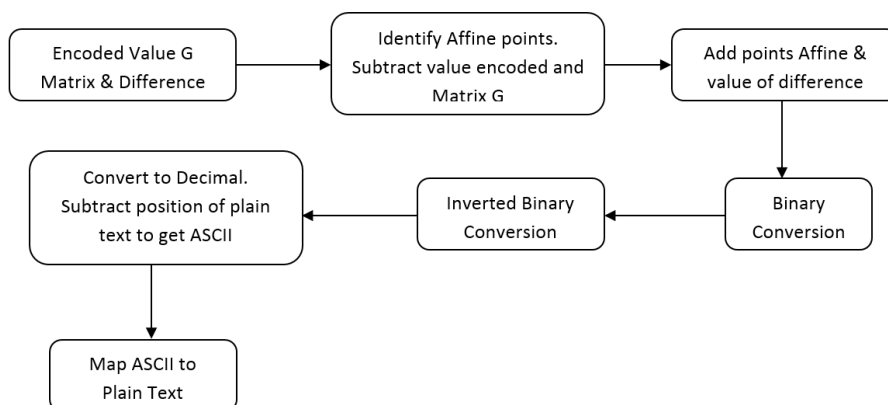 Encoded Value G
Matrix & Difference
Identify Affine points.
Subtract value encoded and
Matrix G
Add points Affine &
value of difference
Binary
Conversion
Inverted Binary
Conversion
Convert to Decimal.
Subtract position of plain
text to get ASCII
Map ASCII to
Plain Text